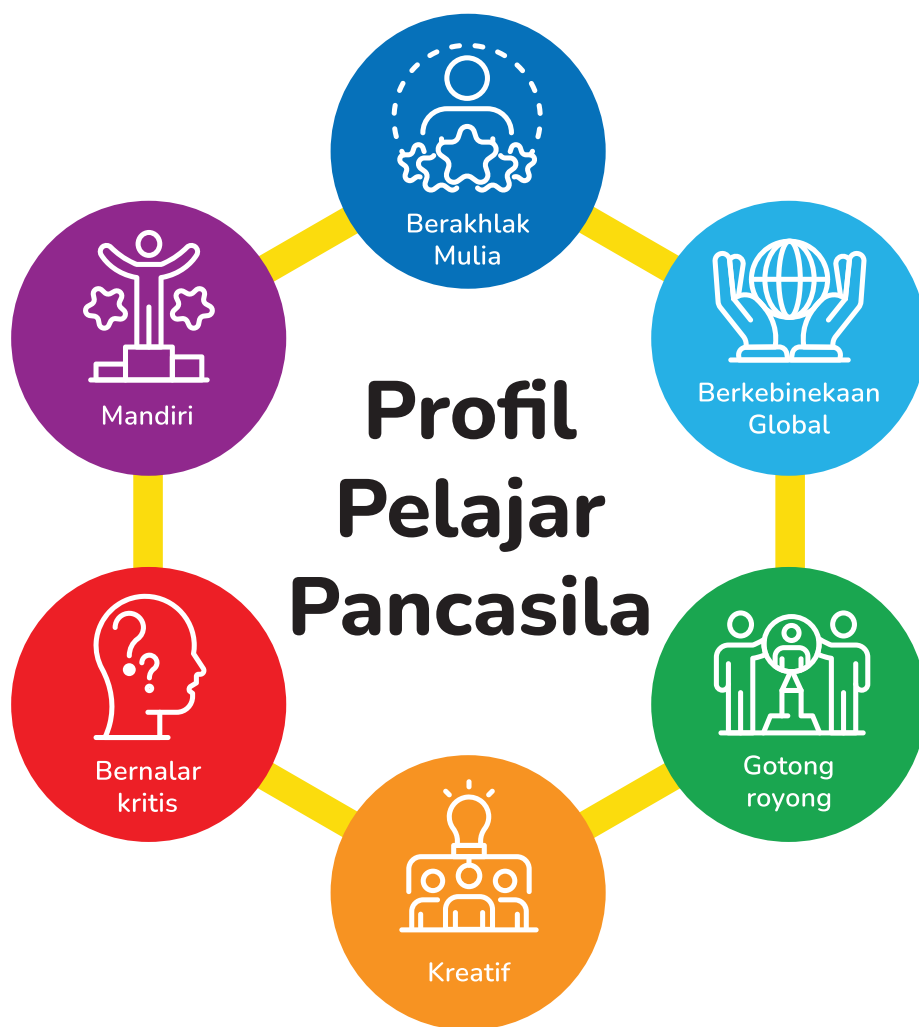 Berakhlak
Mulia
Mandiri
Berkebinekaan
Global
Profil
Pelajar
Pancasila
Bernalar
kritis
Gotong
royong
Kreatif